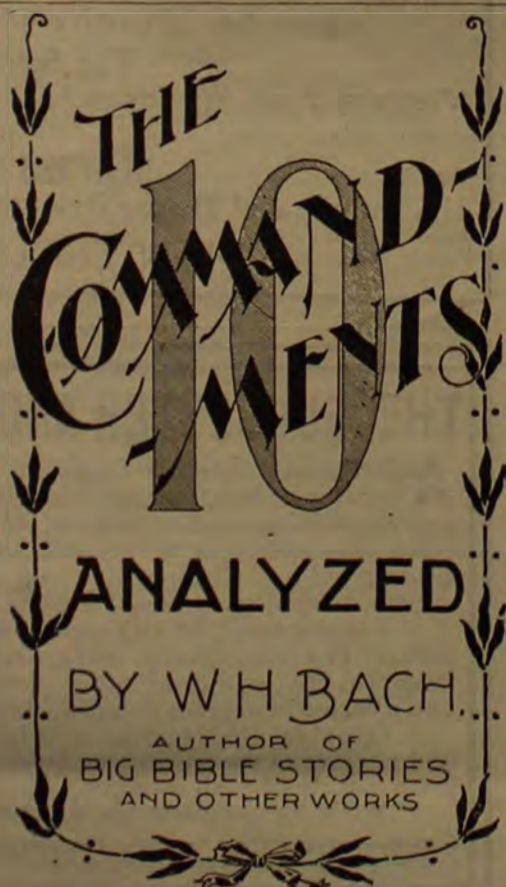 THE
10
COMMAND-
-MENTS
ANALYZED
BY W H BACH.
AUTHOR OF
BIG BIBLE STORIES
AND OTHER WORKS